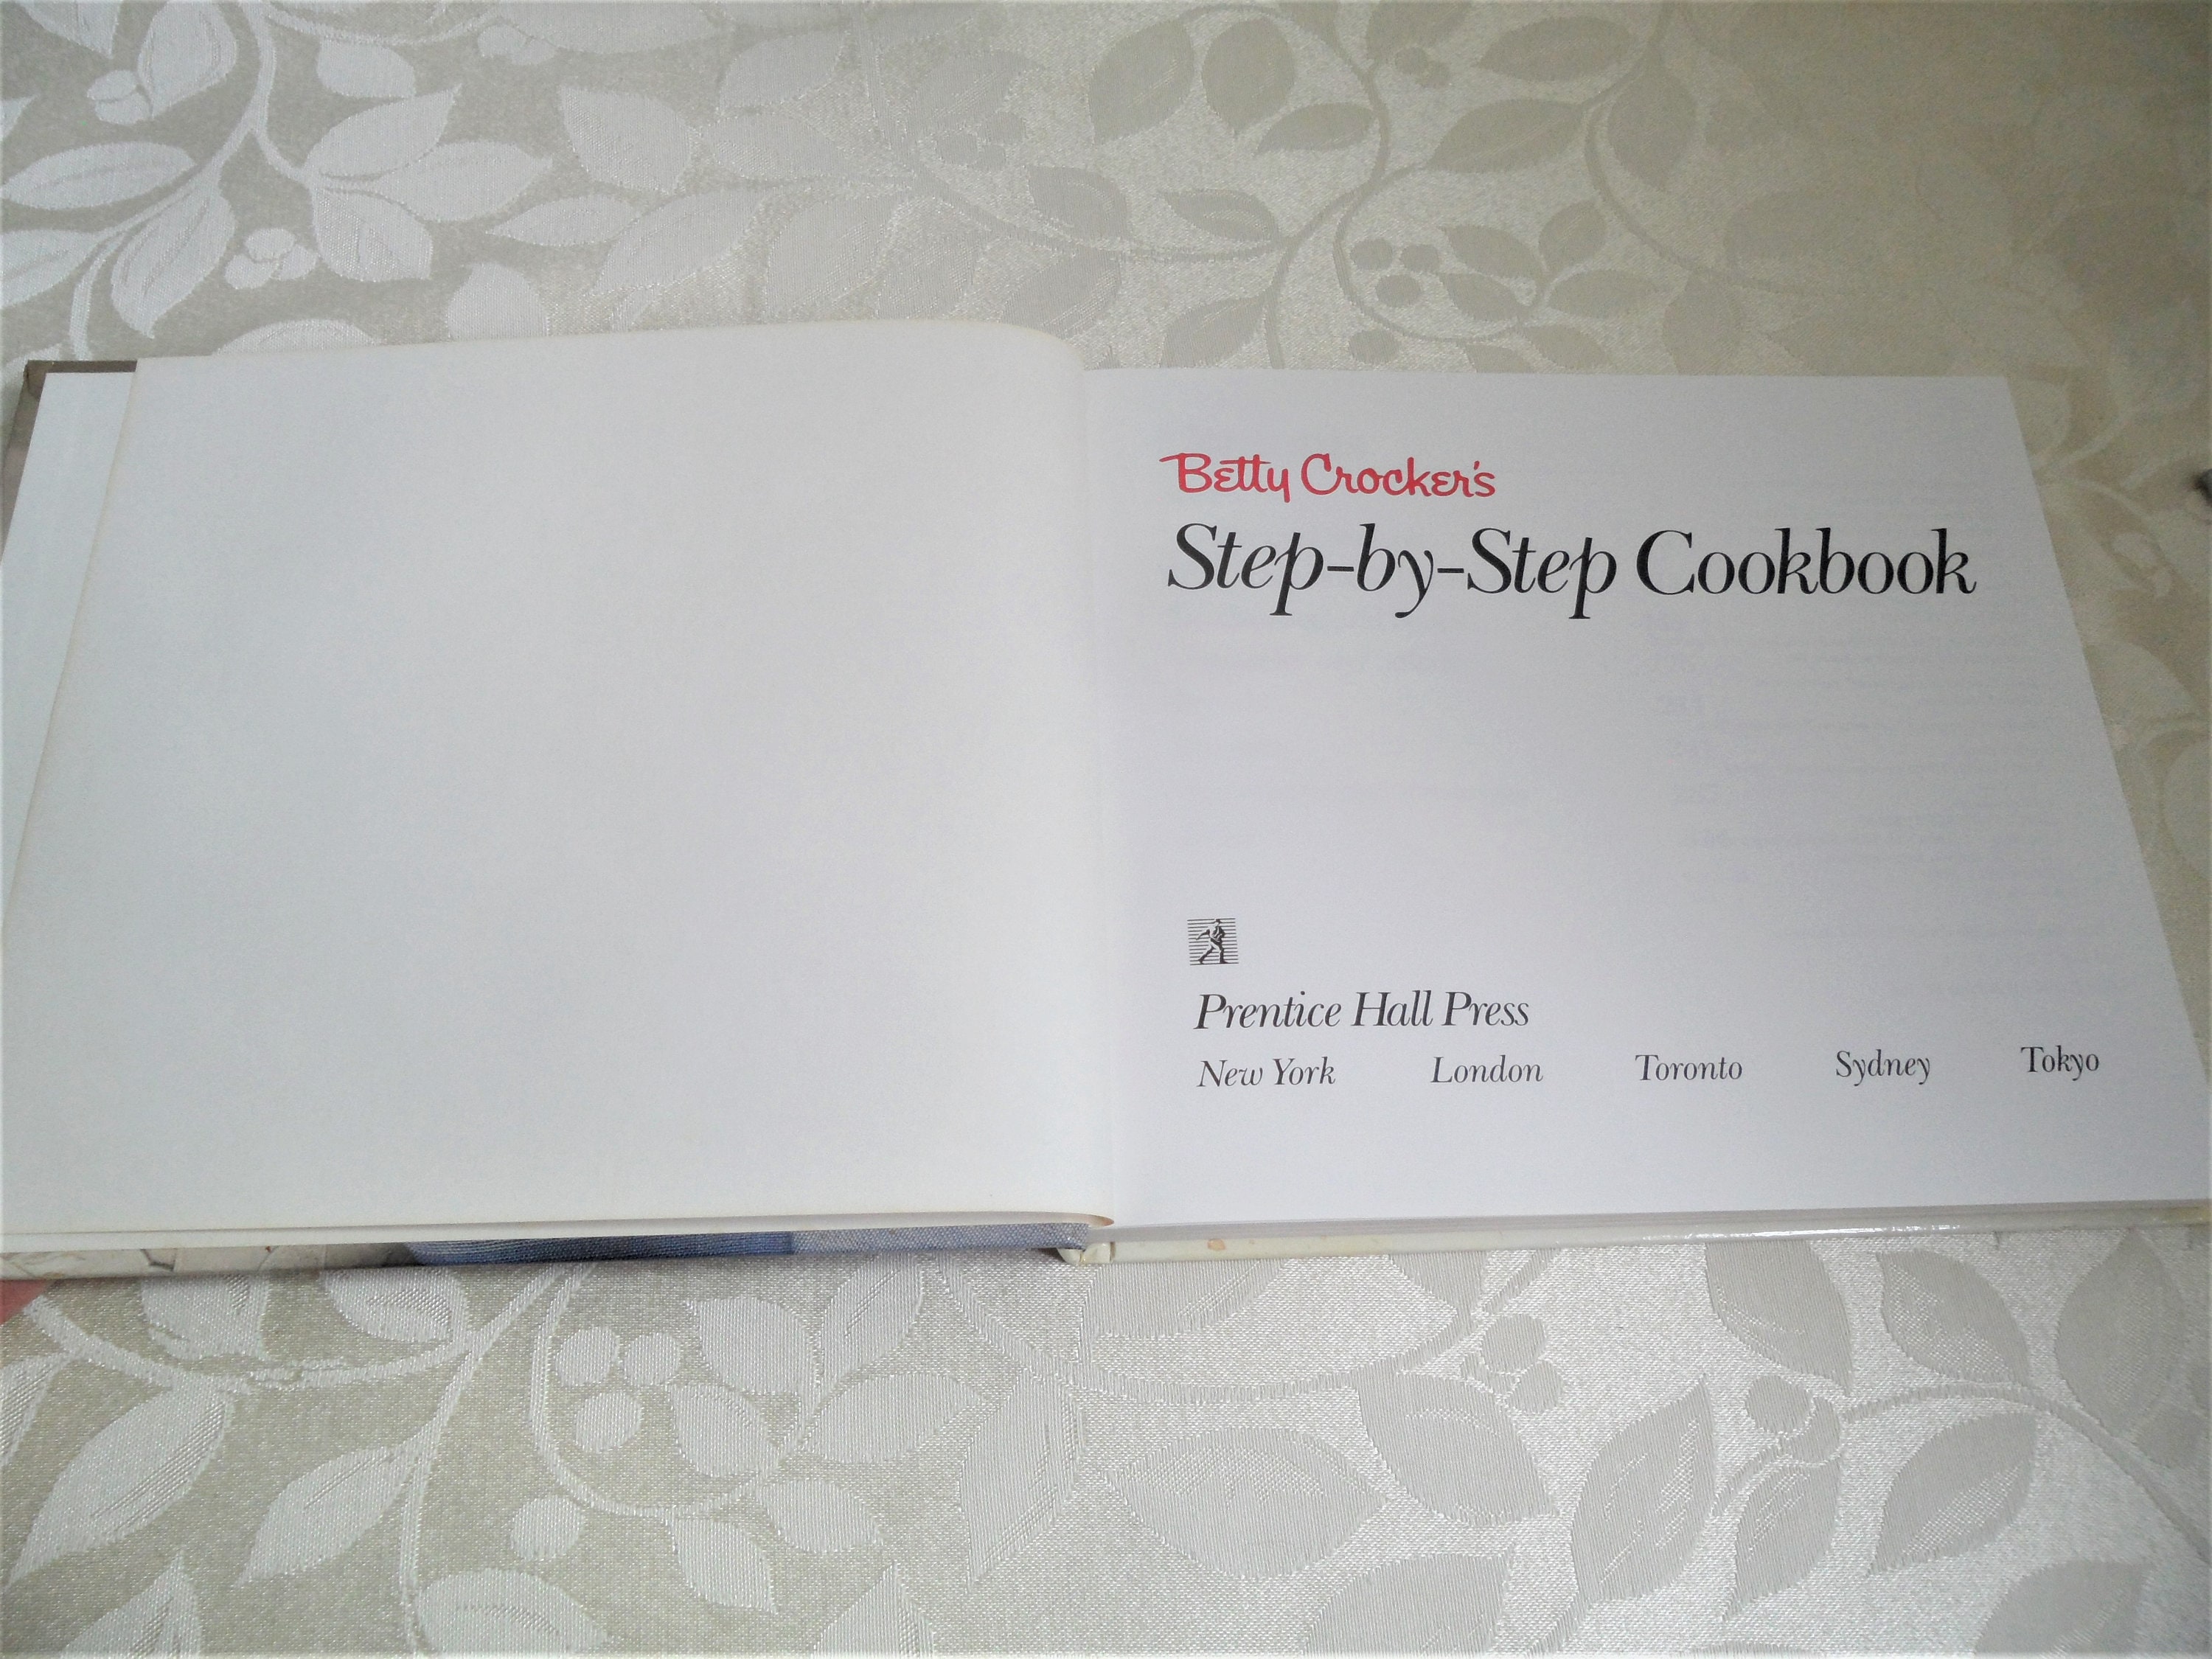 Betty Crocker's
Step-by-Step Cookbook
Prentice Hall Press
New York London Toronto Sydney Tokyo